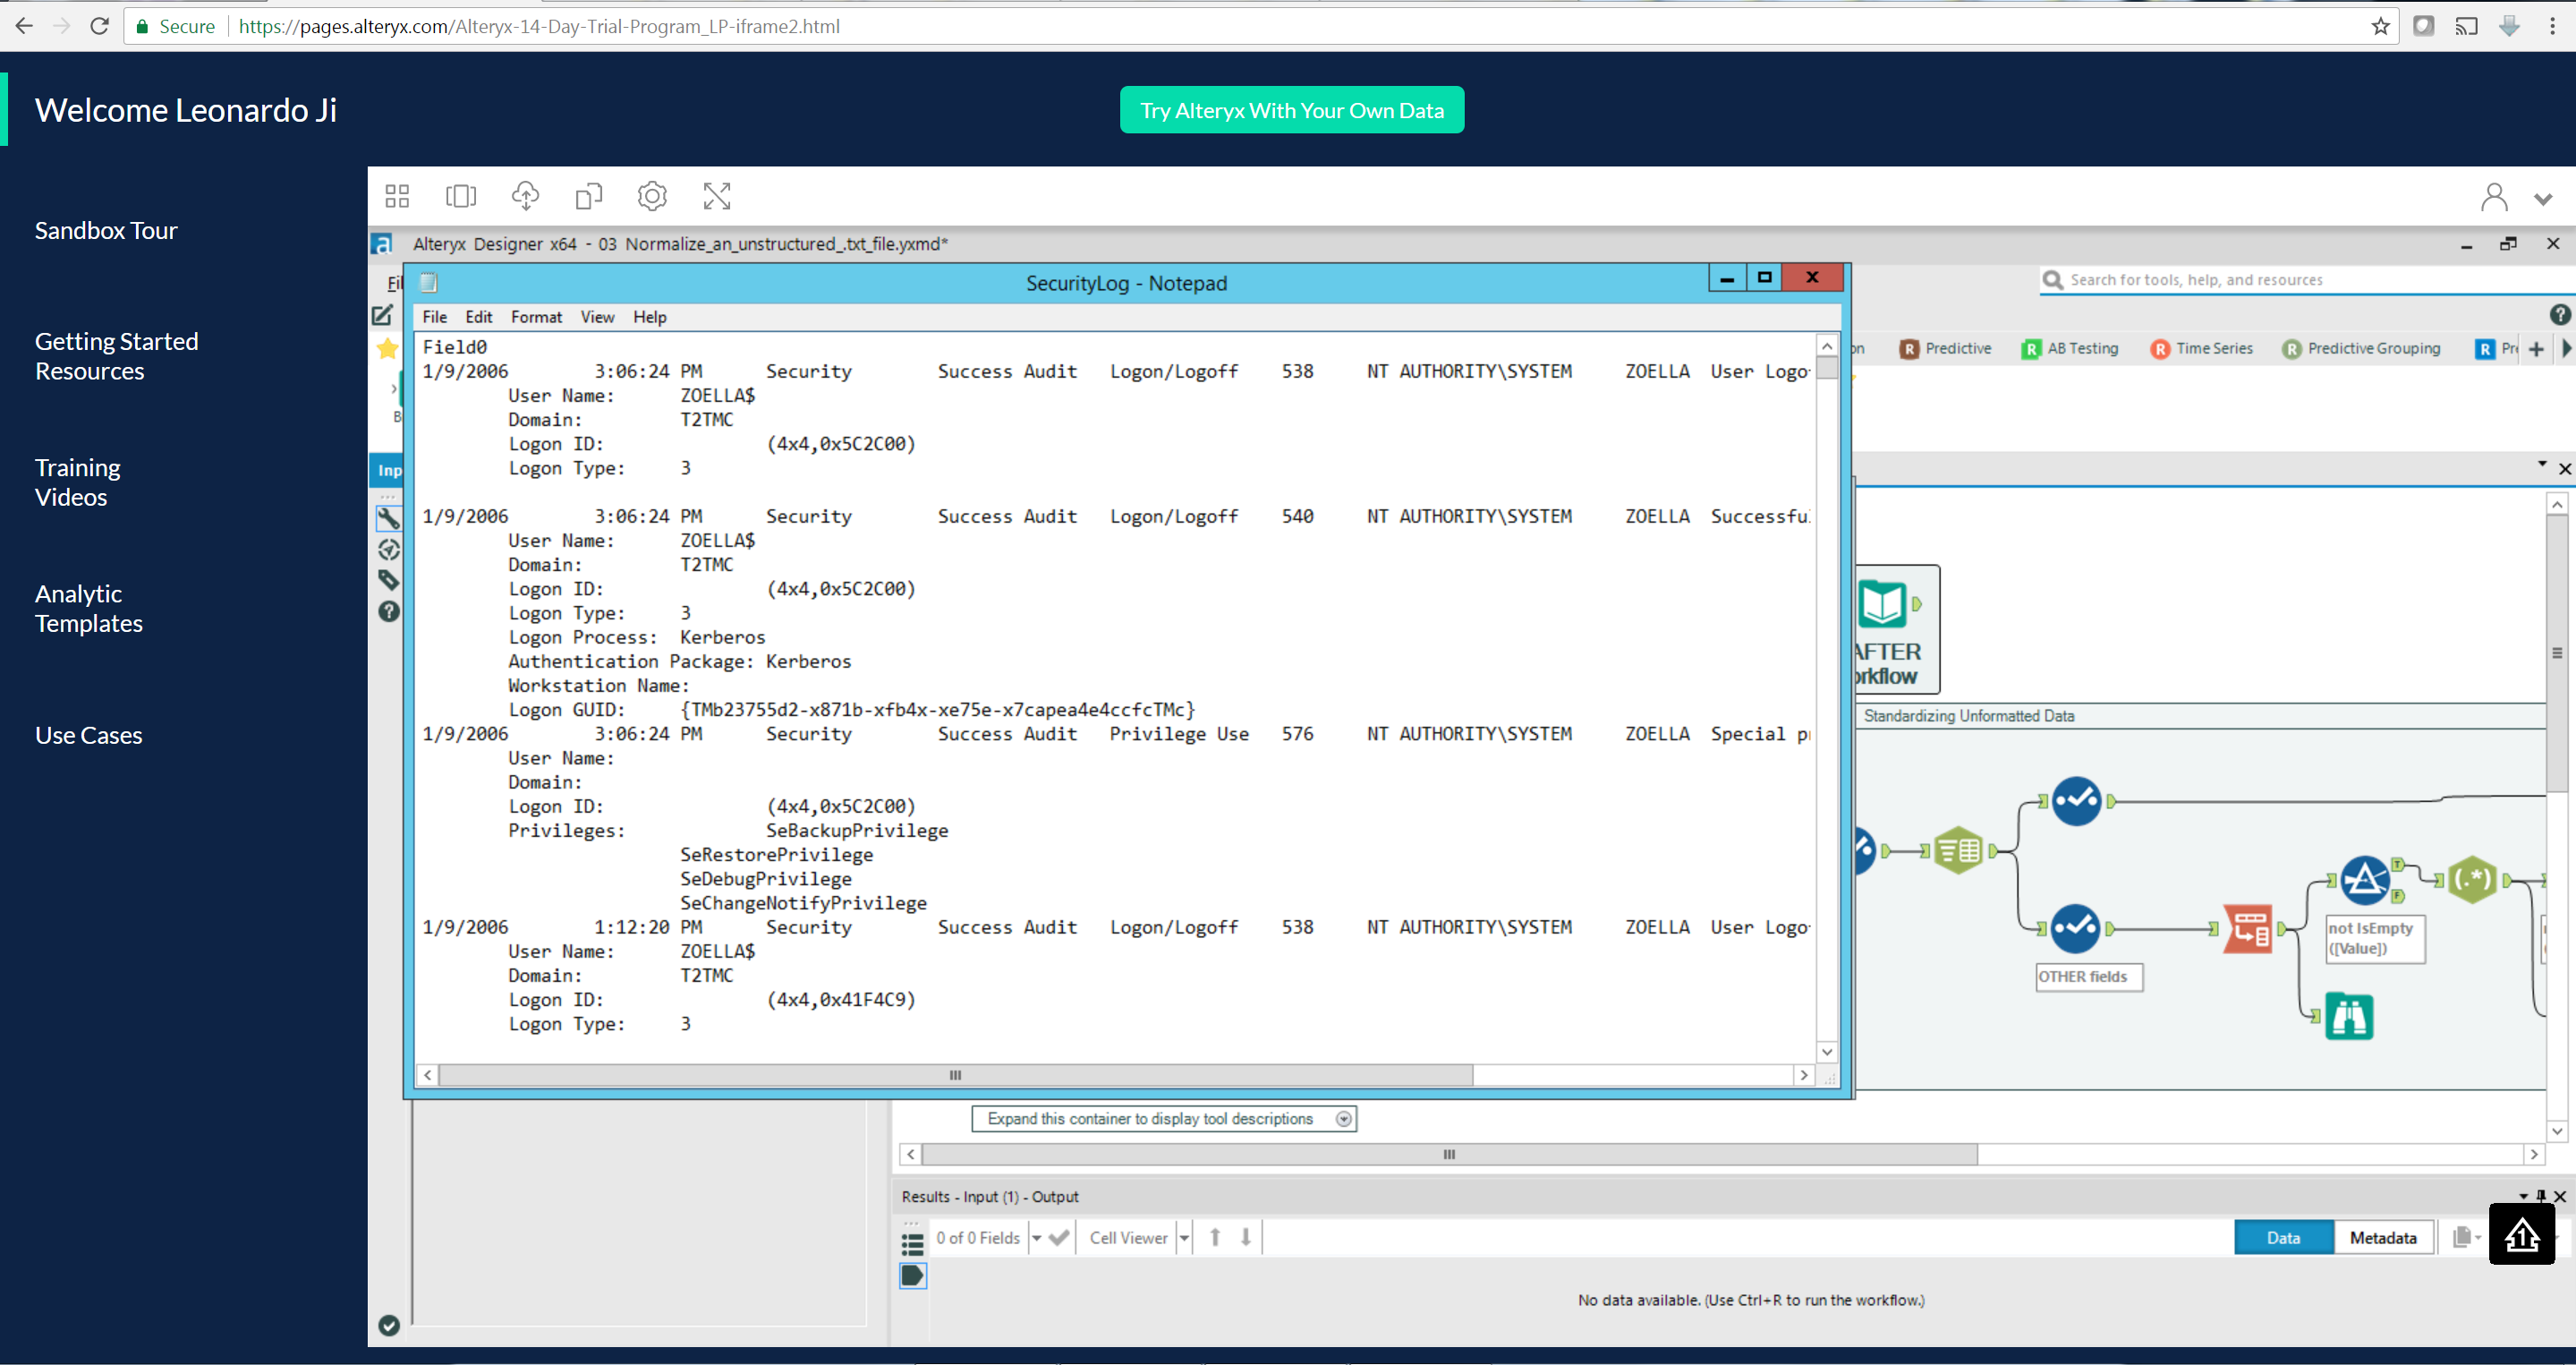 Secure https://pages.alteryx.com/Alteryx-14-Day-Trial-Program_LP-iframe2.html
Welcome Leonardo Ji
Try Alteryx With Your Own Data
Sandbox Tour
Getting Started
Resources
Training
Videos
Analytic
Templates
Use Cases
Alteryx Designer x64 - 03 Normalize_an_unstructured_.txt_file.yxmd*
Search for tools, help, and resources
Predictive AB Testing Time Series Predictive Grouping
Inp
SecurityLog - Notepad
File Edit Format View Help
Field0
1/9/2006 3:06:24 PM Security Success Audit Logon/Logoff 538 NT AUTHORITY\SYSTEM ZOELLA User Logo
User Name: ZOELLA$
Domain: T2TMC
Logon ID: (4x4,0x5C2C00)
Logon Type: 3
1/9/2006 3:06:24 PM Security Success Audit Logon/Logoff 540 NT AUTHORITY\SYSTEM ZOELLA Successfu
User Name: ZOELLA$
Domain: T2TMC
Logon ID: (4x4,0x5C2C00)
Logon Type: 3
Logon Process: Kerberos
Authentication Package: Kerberos
Workstation Name:
Logon GUID: {TMb23755d2-x871b-xfb4x-xe75e-x7capea4e4ccfcTMc}
1/9/2006 3:06:24 PM Security Success Audit Privilege Use 576 NT AUTHORITY\SYSTEM ZOELLA Special p
User Name:
Domain:
Logon ID: (4x4,0x5C2C00)
Privileges: SeBackupPrivilege
SeRestorePrivilege
SeDebugPrivilege
SeChangeNotifyPrivilege
1/9/2006 1:12:20 PM Security Success Audit Logon/Logoff 538 NT AUTHORITY\SYSTEM ZOELLA User Logo
User Name: ZOELLA$
Domain: T2TMC
Logon ID: (4x4,0x41F4C9)
Logon Type: 3
AFTER
orkflow
Standardizing Unformatted Data
not IsEmpty
([Value])
OTHER fields
Expand this container to display tool descriptions
Results - Input (1) - Output
0 of 0 Fields Cell Viewer Data Metadata
No data available. (Use Ctrl+R to run the workflow.)